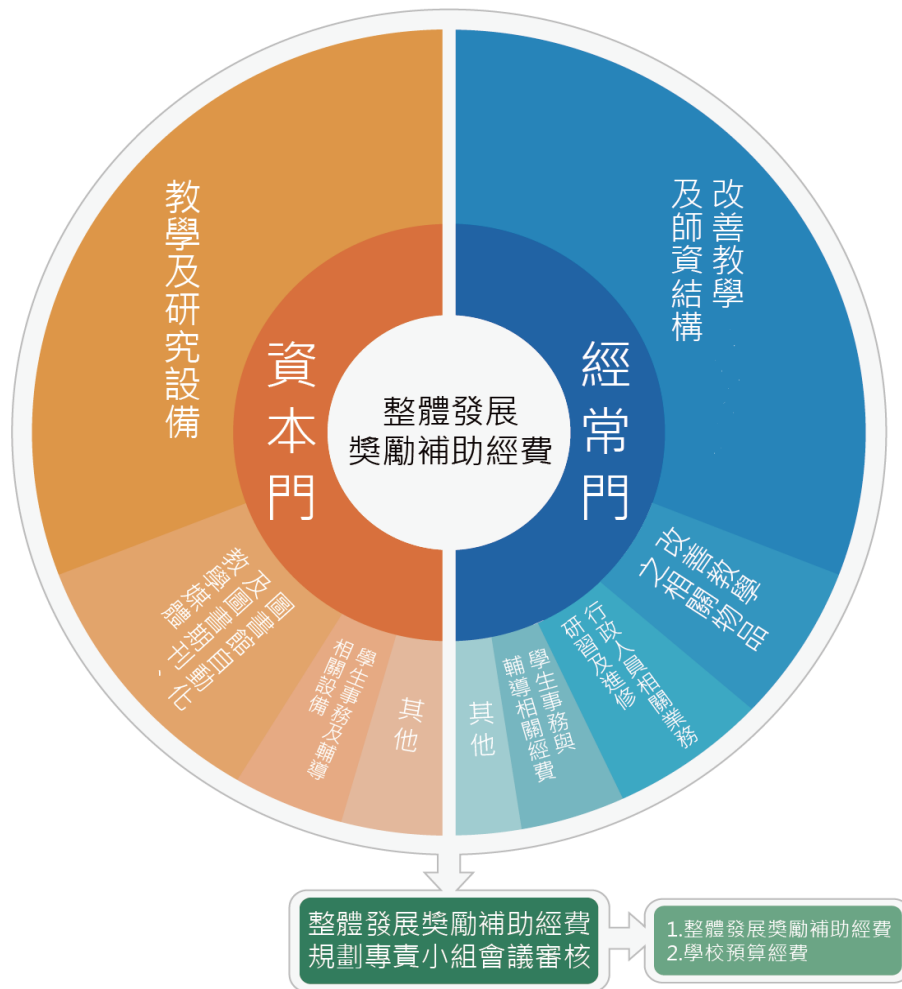 整體發展
獎勵補助經費
資本門
經常門
教學及研究設備
圖書館自動化
及圖書期刊、
教學媒體
學生事務及輔導
相關設備
其他
改善教學
及師資結構
改善教學
之相關物品
行政人員相關業務
研習及進修
學生事務與
輔導相關經費
其他
整體發展獎勵補助經費
規劃專責小組會議審核
1.整體發展獎勵補助經費
2.學校預算經費